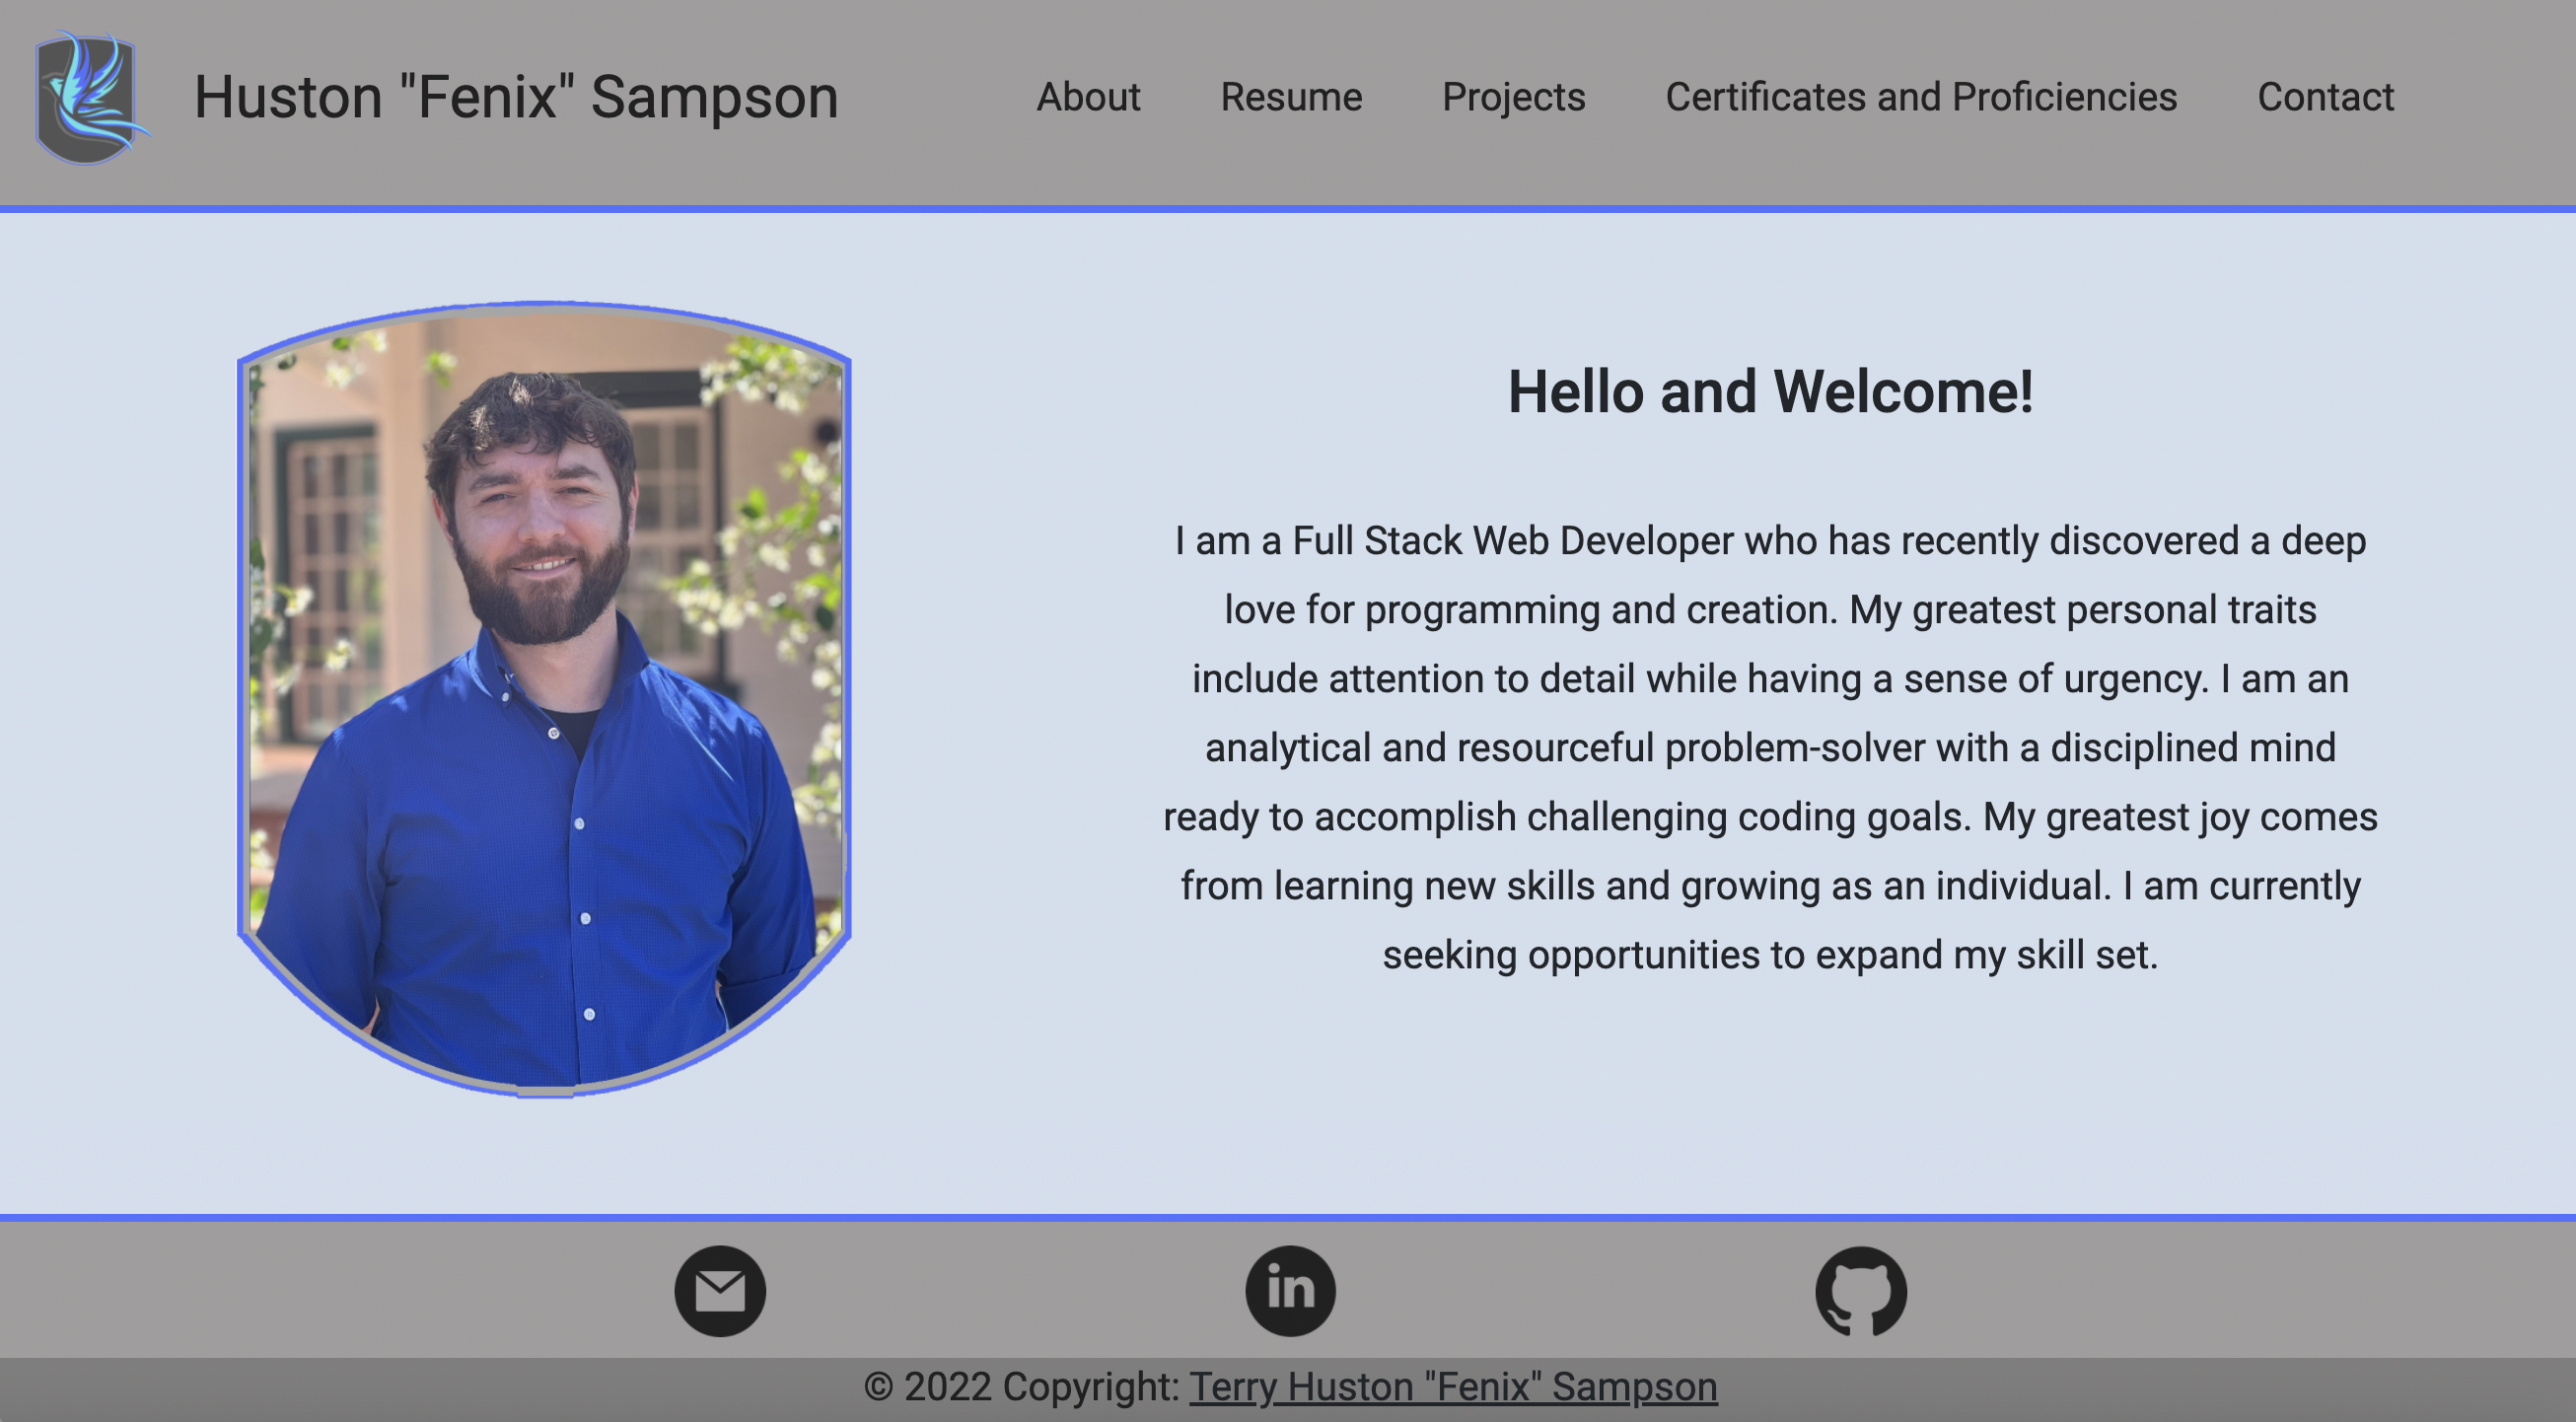 Huston "Fenix" Sampson
About
Resume
Projects
Certificates and Proficiencies
Contact
Hello and Welcome!
I am a Full Stack Web Developer who has recently discovered a deep
love for programming and creation. My greatest personal traits
include attention to detail while having a sense of urgency. I am an
analytical and resourceful problem-solver with a disciplined mind
ready to accomplish challenging coding goals. My greatest joy comes
from learning new skills and growing as an individual. I am currently
seeking opportunities to expand my skill set.
in
© 2022 Copyright: Terry Huston "Fenix" Sampson